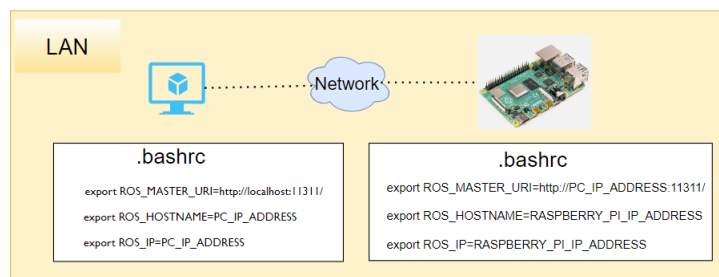 LAN
Network
.bashrc
export ROS_MASTER_URI=http://localhost:11311/
export ROS_HOSTNAME=PC_IP_ADDRESS
export ROS_IP=PC_IP_ADDRESS
.bashrc
export ROS_MASTER_URI=http://PC_IP_ADDRESS:11311/
export ROS_HOSTNAME=RASPBERRY_PI_IP_ADDRESS
export ROS_IP=RASPBERRY_PI_IP_ADDRESS